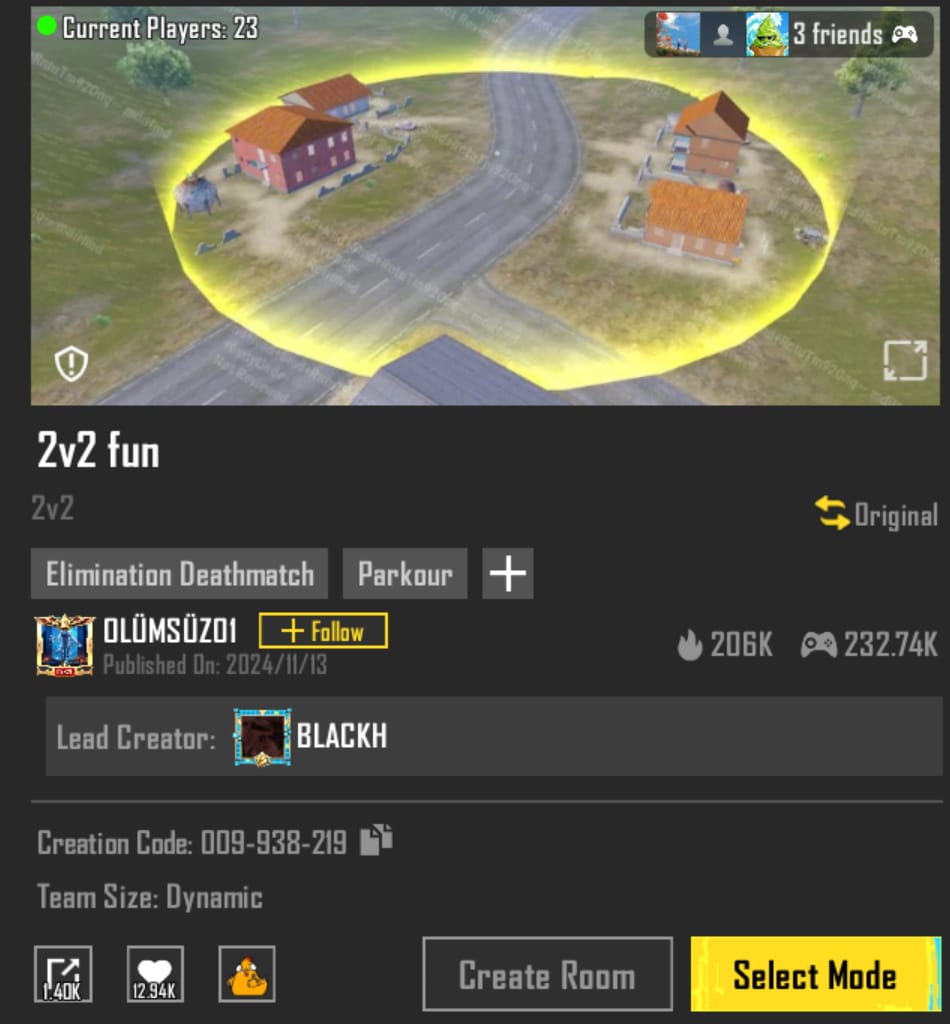 Current Players: 23
3 friends
2v2 fun
2v2
Original
Elimination Deathmatch
Parkour
+
OLÜMSÜZ01
+ Follow
Published On: 2024/11/13
206K
232.74K
Lead Creator:
BLACKH
Creation Code: 009-938-219
Team Size: Dynamic
1.40K
12.94K
Create Room
Select Mode